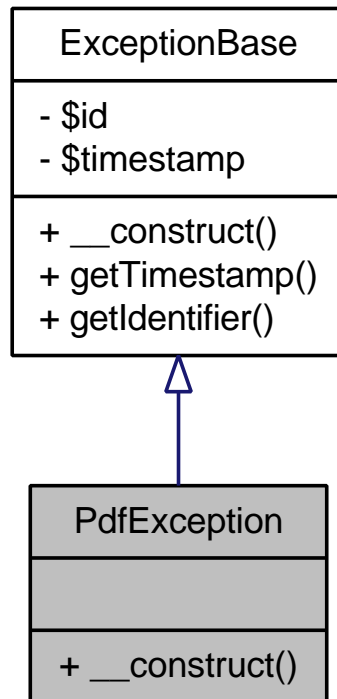 ExceptionBase
- $id
- $timestamp
+ __construct()
+ getTimestamp()
+ getIdentifier()
PdfException
+ __construct()